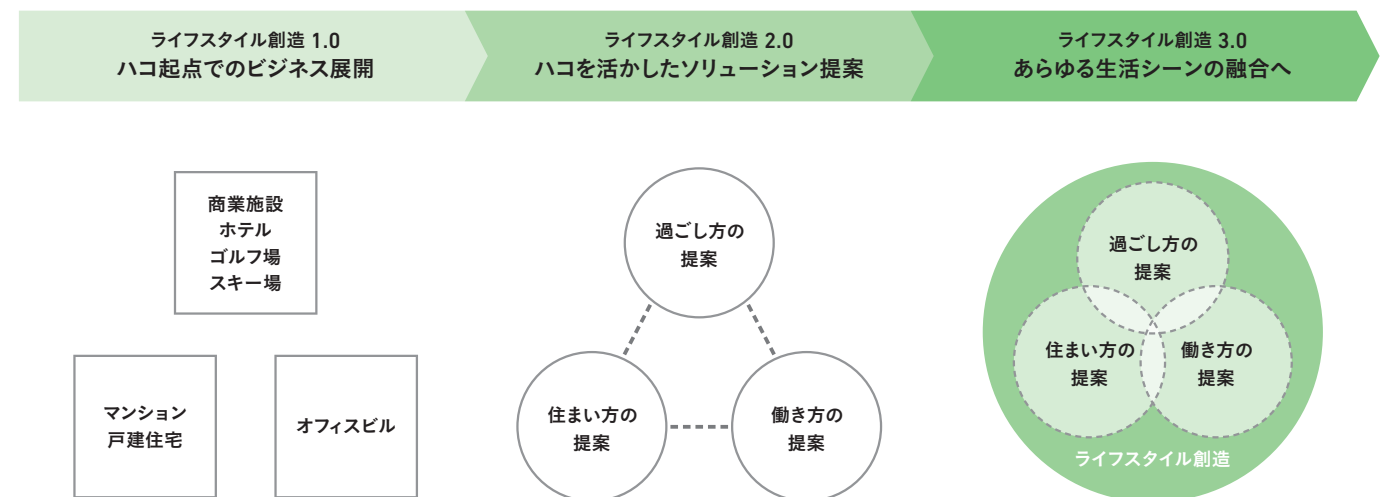 ライフスタイル創造 1.0
ハコ起点でのビジネス展開
ライフスタイル創造 2.0
ハコを活かしたソリューション提案
ライフスタイル創造 3.0
あらゆる生活シーンの融合へ
商業施設
ホテル
ゴルフ場
スキー場
マンション
戸建住宅
オフィスビル
過ごし方の
提案
住まい方の
提案
働き方の
提案
過ごし方の
提案
住まい方の
提案
働き方の
提案
ライフスタイル創造